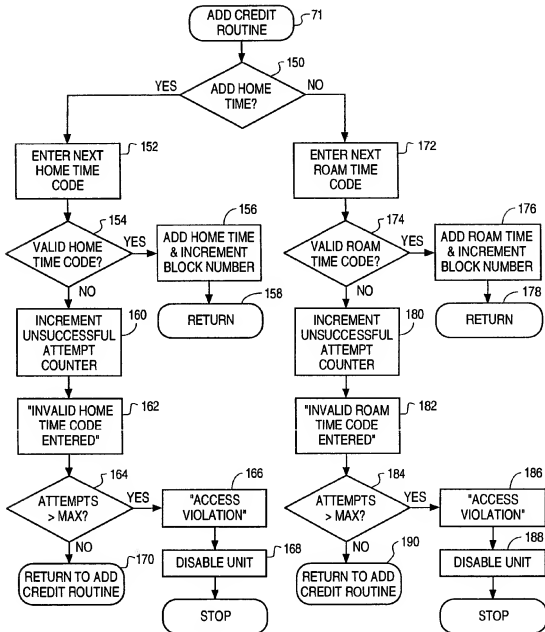 ADD CREDIT
ROUTINE
71
150
YES
ADD HOME
TIME?
NO
152
ENTER NEXT
HOME TIME
CODE
172
ENTER NEXT
ROAM TIME
CODE
154
VALID HOME
TIME CODE?
YES
156
ADD HOME TIME
& INCREMENT
BLOCK NUMBER
174
VALID ROAM
TIME CODE?
YES
176
ADD ROAM TIME
& INCREMENT
BLOCK NUMBER
NO
158
RETURN
NO
178
RETURN
160
INCREMENT
UNSUCCESSFUL
ATTEMPT
COUNTER
180
INCREMENT
UNSUCCESSFUL
ATTEMPT
COUNTER
162
"INVALID HOME
TIME CODE
ENTERED"
182
"INVALID ROAM
TIME CODE
ENTERED"
164
ATTEMPTS
> MAX?
YES
166
"ACCESS
VIOLATION"
184
ATTEMPTS
> MAX?
YES
186
"ACCESS
VIOLATION"
NO
170
RETURN TO ADD
CREDIT ROUTINE
168
DISABLE UNIT
STOP
NO
190
RETURN TO ADD
CREDIT ROUTINE
188
DISABLE UNIT
STOP